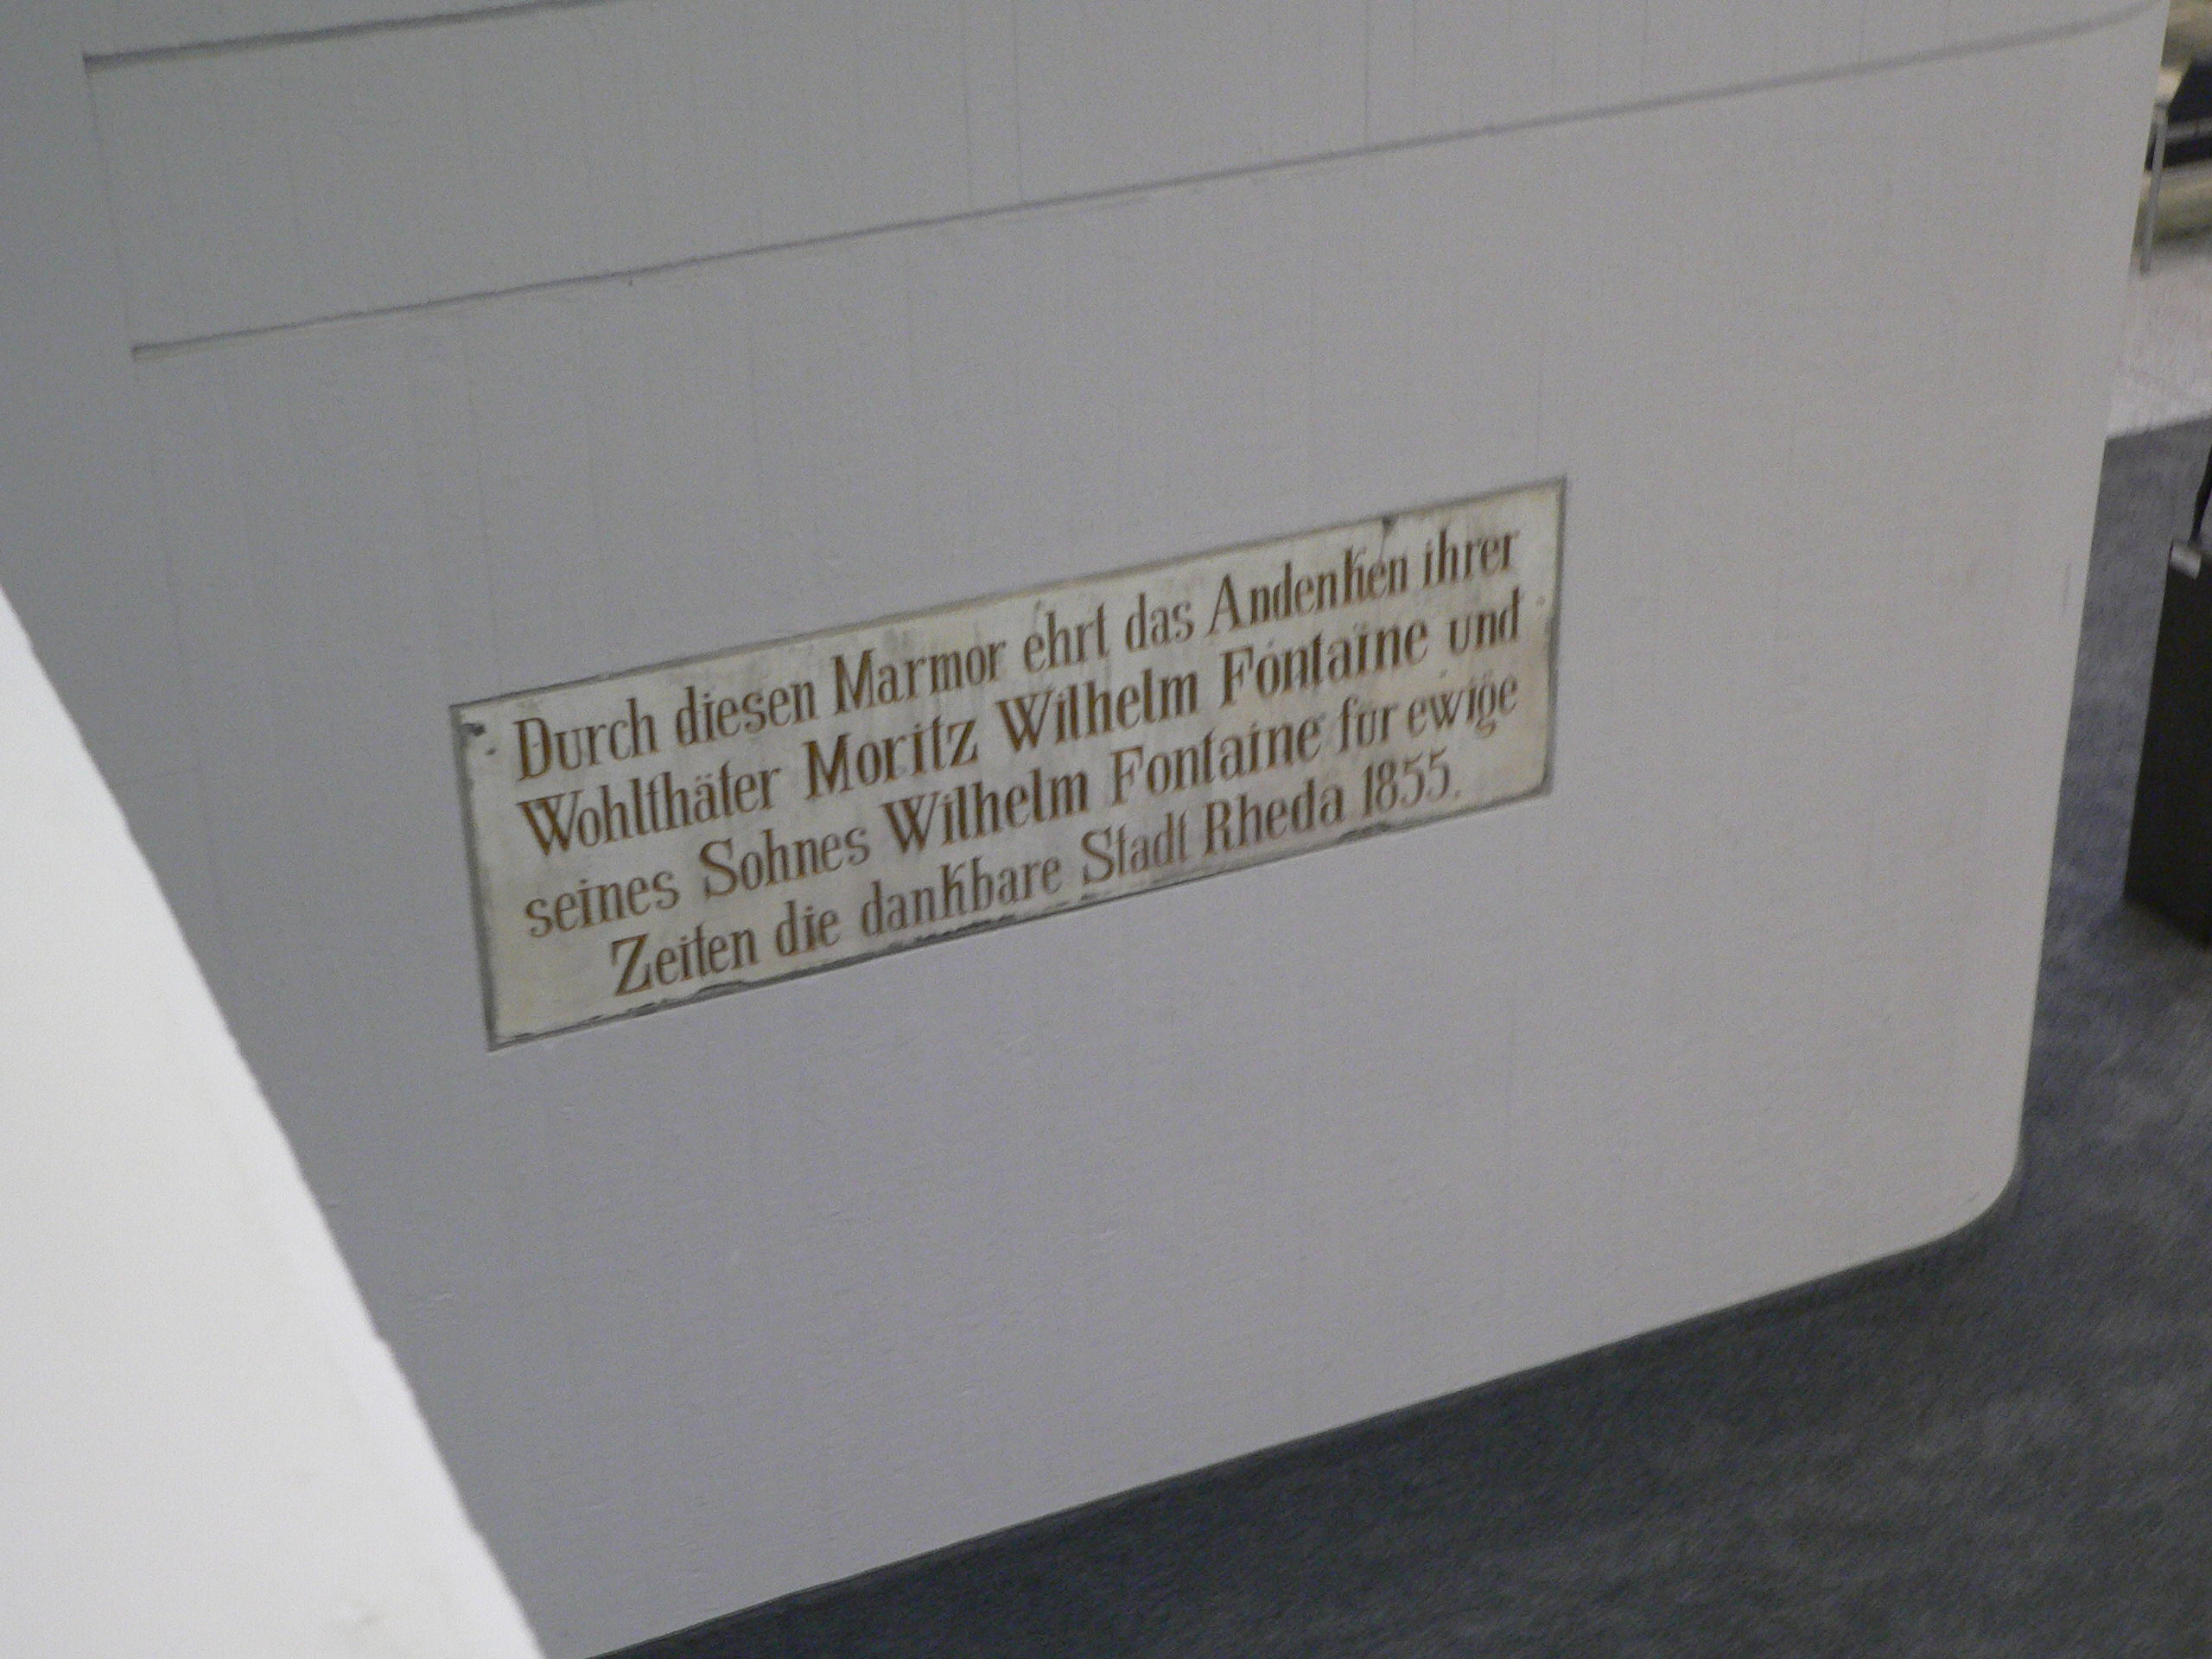 Durch diesen Marmor ehrt das Andenken ihrer
Wohlthäter Moritz Wilhelm Fontaine und
seines Sohnes Wilhelm Fontaine für ewige
Zeiten die dankbare Stadt Rheda 1855.